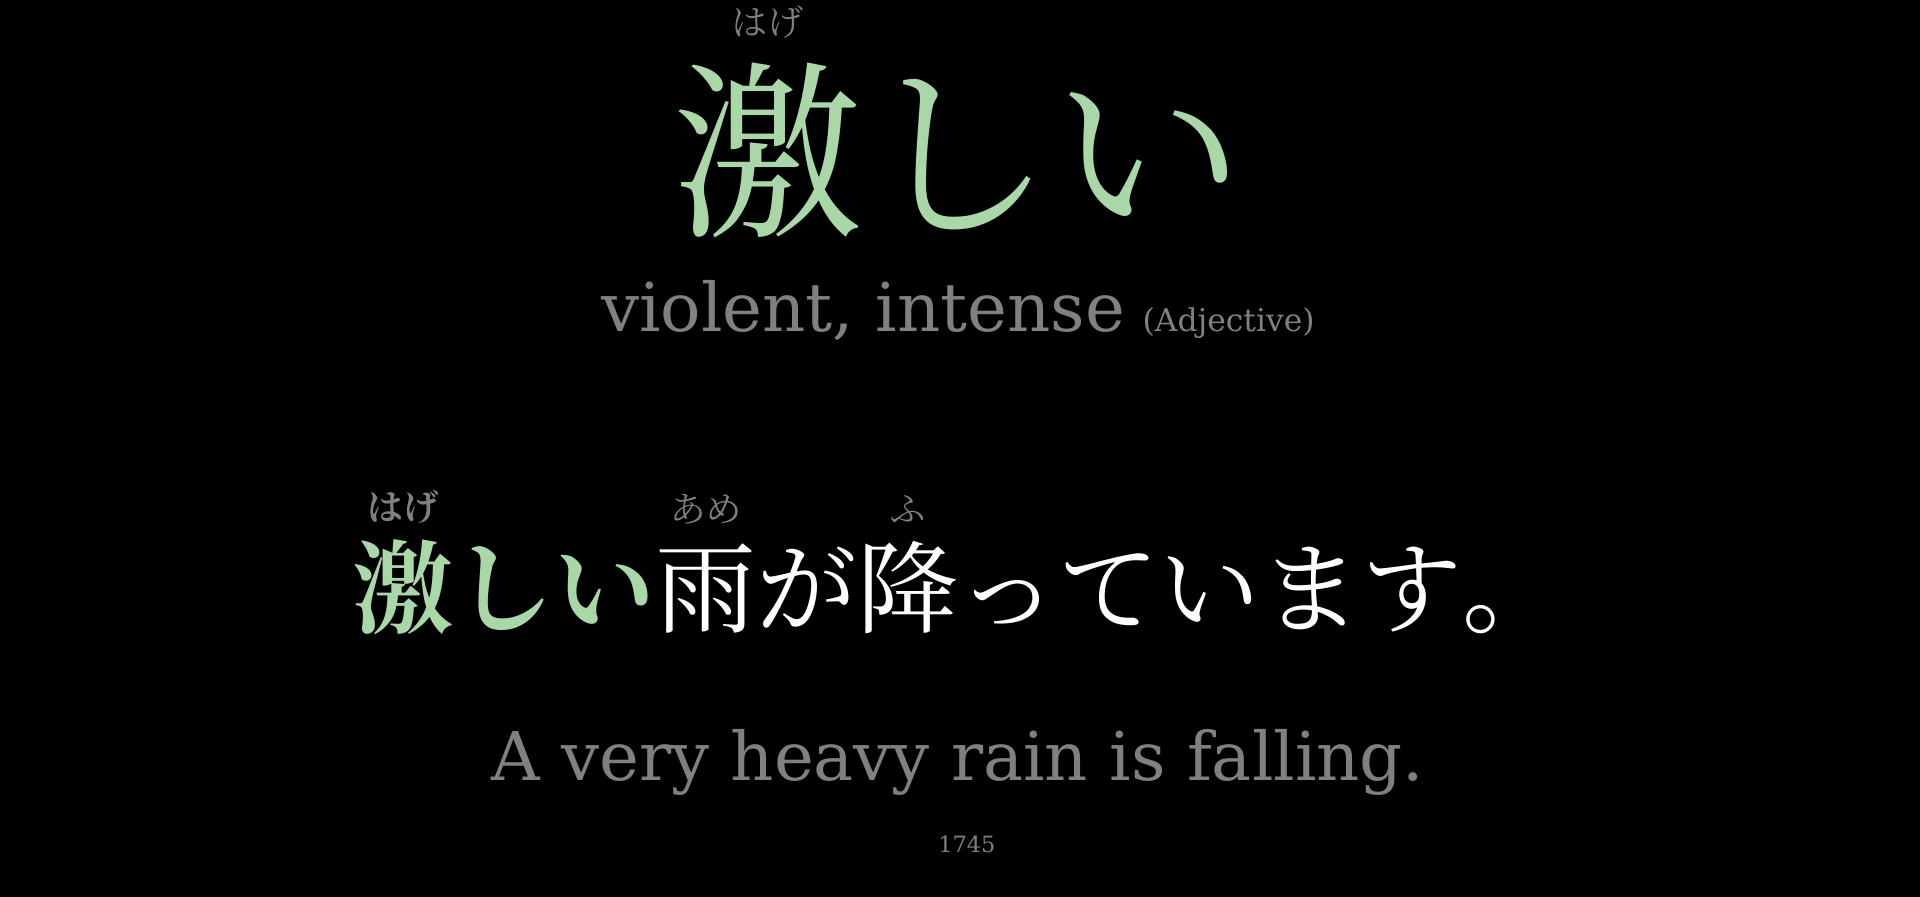 はげ
激しい
violent, intense (Adjective)
はげ あめ ふ
激しい雨が降っています。
A very heavy rain is falling.
1745